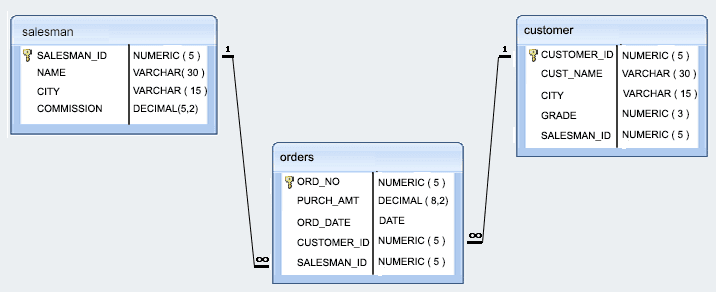 salesman
SALESMAN_ID NUMERIC ( 5 )
NAME VARCHAR( 30 )
CITY VARCHAR ( 15 )
COMMISSION DECIMAL(5,2)
1
customer
CUSTOMER_ID NUMERIC ( 5 )
CUST_NAME VARCHAR ( 30 )
CITY VARCHAR ( 15 )
GRADE NUMERIC ( 3 )
SALESMAN_ID NUMERIC ( 5 )
1
orders
ORD_NO NUMERIC ( 5 )
PURCH_AMT DECIMAL ( 8,2)
ORD_DATE DATE
CUSTOMER_ID NUMERIC ( 5 )
SALESMAN_ID NUMERIC ( 5 )
∞
∞